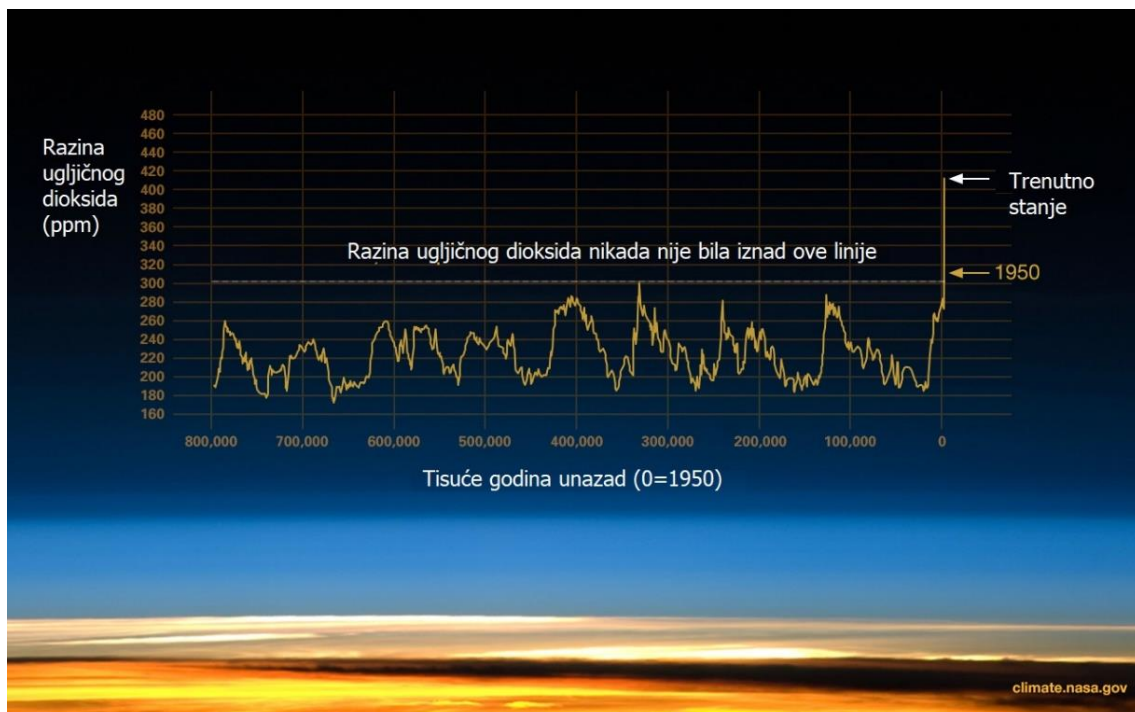 480
460
440
420
400
380
360
340
320
300
280
260
240
220
200
180
160
Razina
ugljičnog
dioksida
(ppm)
Trenutno
stanje
Razina ugljičnog dioksida nikada nije bila iznad ove linije
1950
800,000 700,000 600,000 500,000 400,000 300,000 200,000 100,000 0
Tisuće godina unazad (0=1950)
climate.nasa.gov